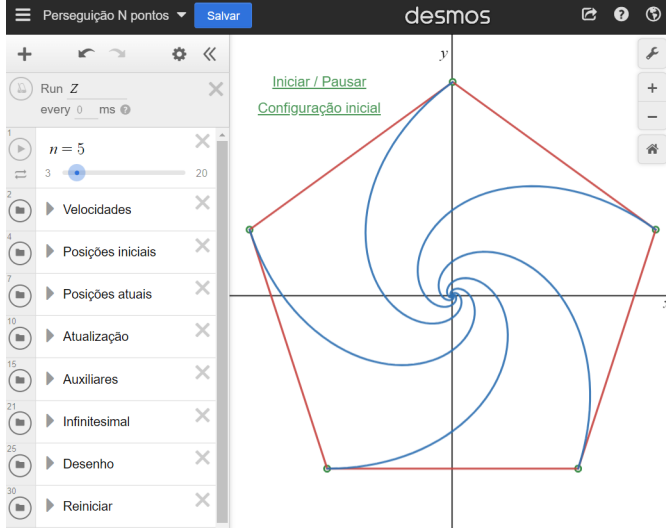 Perseguição N pontos Salvar desmos
Run Z
every 0 ms
1
n = 5
3 20
2
Velocidades
4
Posições iniciais
7
Posições atuais
10
Atualização
15
Auxiliares
21
Infinitesimal
25
Desenho
30
Reiniciar
y
Iniciar / Pausar
Configuração inicial